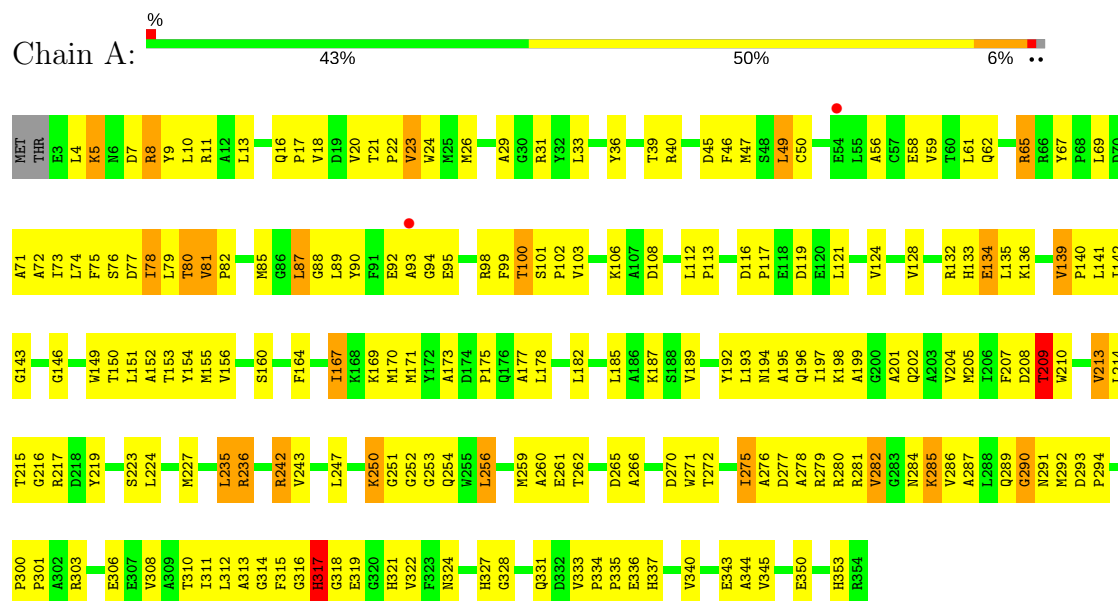 %
Chain A:
43% 50% 6% ••
MET THR E3 L4 K5 N6 D7 R8 Y9 L10 R11 A12 L13 Q16 P17 V18 D19 V20 T21 P22 V23 W24 M25 M26 A29 G30 R31 Y32 L33 Y36 T39 R40 D45 F46 M47 S48 L49 C50 E54 L55 A56 C57 E58 V59 T60 L61 Q62 R65 R66 Y67 P68 L69 D70
A71 A72 I73 L74 F75 S76 D77 I78 L79 T80 V81 P82 M85 G86 L87 G88 L89 Y90 F91 E92 A93 G94 E95 R98 F99 T100 S101 P102 V103 K106 A107 D108 L112 P113 D116 P117 E118 D119 E120 L121 V124 V128 R132 H133 E134 L135 K136 V139 P140 L141 I142
G143 G146 W149 T150 L151 A152 T153 Y154 M155 V156 S160 F164 I167 K168 K169 M170 M171 Y172 A173 D174 P175 Q176 A177 L178 L182 L185 A186 K187 S188 V189 Y192 L193 N194 A195 Q196 I197 K198 A199 G200 A201 Q202 A203 V204 M205 I206 F207 D208 T209 W210 V213 L214
T215 G216 R217 D218 Y219 S223 L224 M227 L235 R236 R242 V243 L247 K250 G251 G252 G253 Q254 W255 L256 M259 A260 E261 T262 D265 A266 D270 W271 T272 I275 A276 D277 A278 R279 R280 R281 V282 G283 N284 K285 V286 A287 L288 Q289 G290 N291 M292 D293 P294
P300 P301 A302 R303 E306 E307 V308 A309 T310 I311 L312 A313 G314 F315 G316 H317 G318 E319 G320 H321 V322 F323 N324 H327 G328 Q331 D332 V333 P334 P335 E336 H337 V340 E343 A344 V345 E350 H353 R354